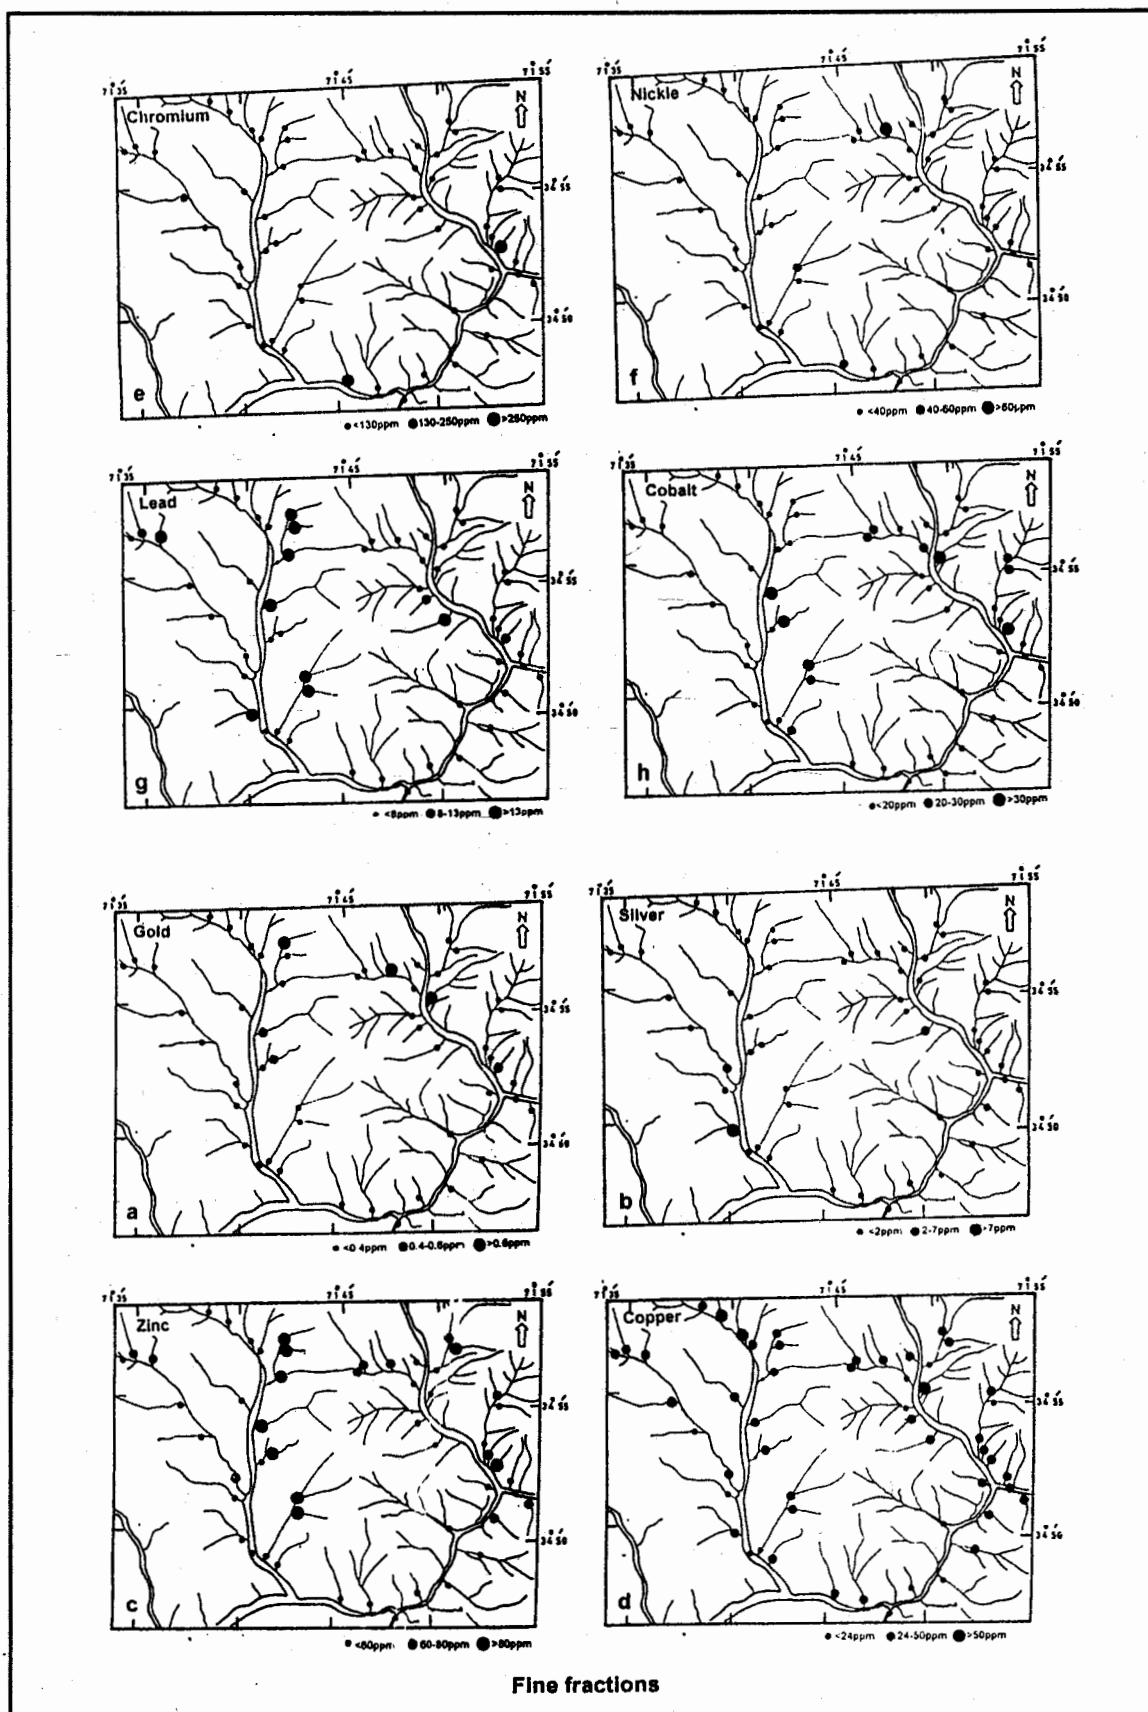 71°35′ 71°45′ 71°55′
Chromium
N
34°55′
34°50′
e
<130ppm 130-250ppm >250ppm
71°35′ 71°45′ 71°55′
Nickle
N
34°55′
34°50′
f
<40ppm 40-60ppm >60ppm
71°35′ 71°45′ 71°55′
Lead
N
34°55′
34°50′
g
<8ppm 8-13ppm >13ppm
71°35′ 71°45′ 71°55′
Cobalt
N
34°55′
34°50′
h
<20ppm 20-30ppm >30ppm
71°35′ 71°45′ 71°55′
Gold
N
34°55′
34°50′
a
<0.4ppm 0.4-0.6ppm >0.6ppm
71°35′ 71°45′ 71°55′
Silver
N
34°55′
34°50′
b
<2ppm 2-7ppm >7ppm
71°35′ 71°45′ 71°55′
Zinc
N
34°55′
34°50′
c
<60ppm 60-80ppm >80ppm
71°35′ 71°45′ 71°55′
Copper
N
34°55′
34°50′
d
<24ppm 24-50ppm >50ppm
Fine fractions